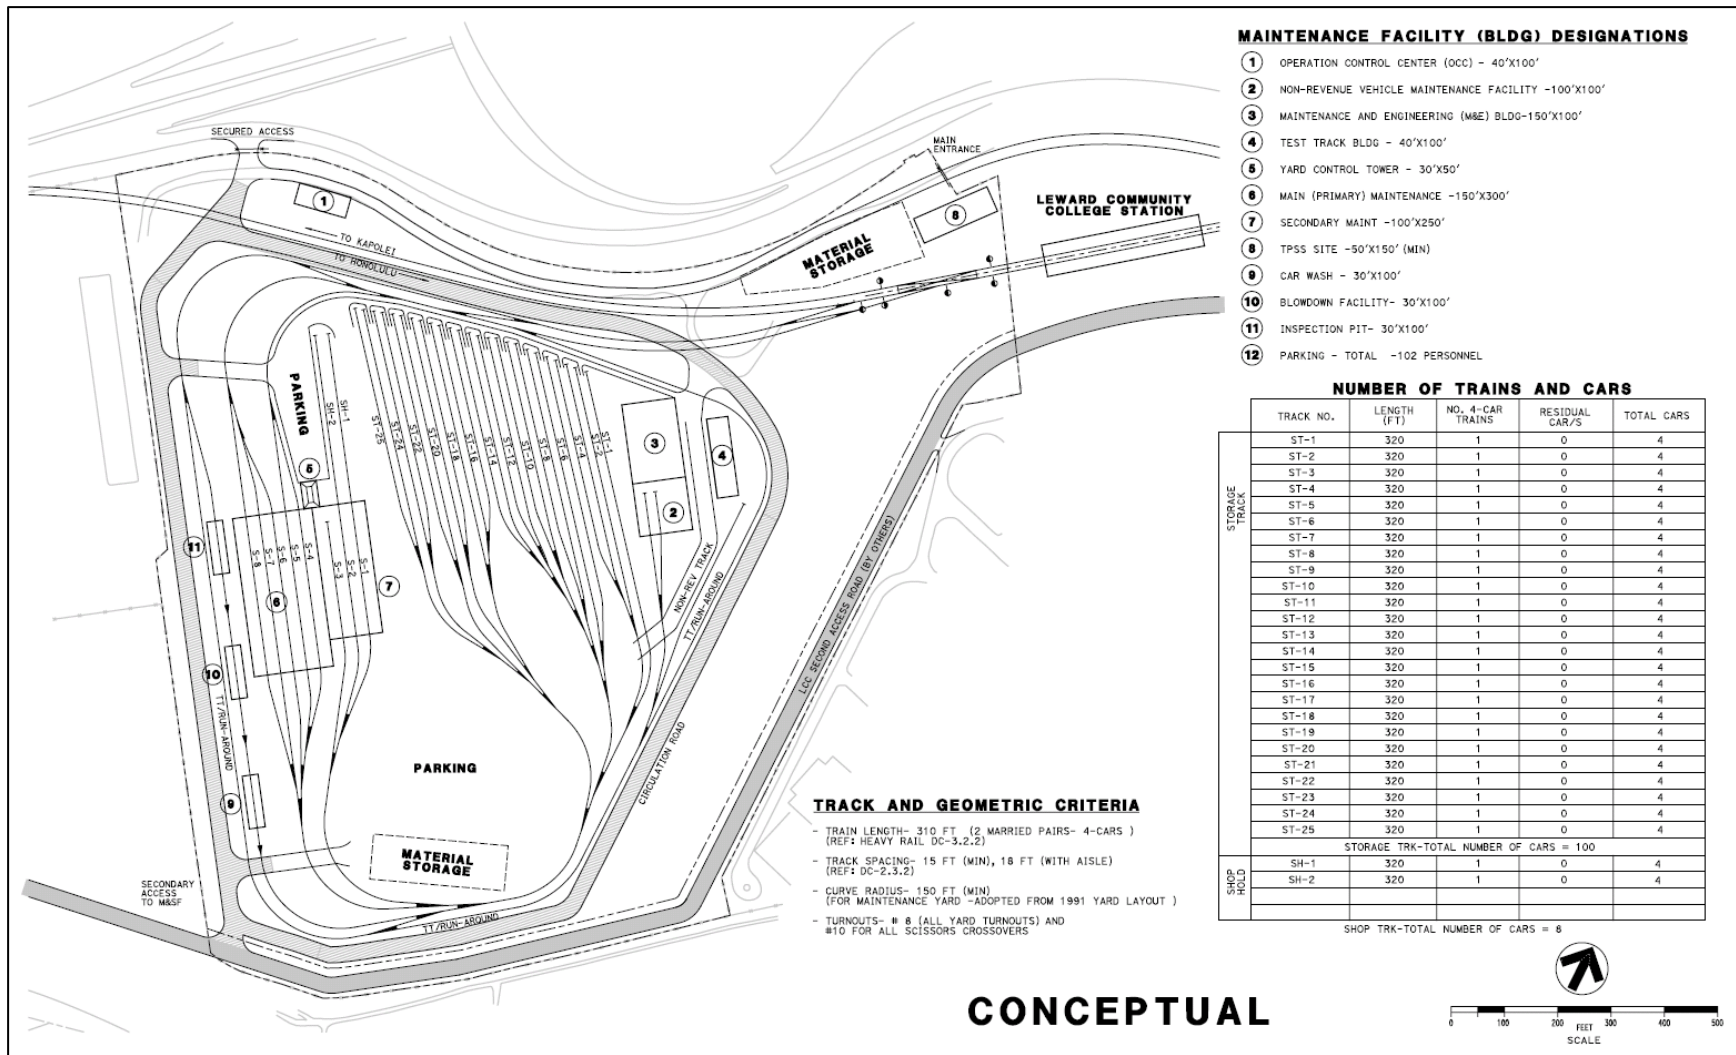 SECURED ACCESS
TO KAPOLEI
TO HONOLULU
MAIN
ENTRANCE
LEWARD COMMUNITY
COLLEGE STATION
MATERIAL
STORAGE
1
8
PARKING
SH-1
SH-2
ST-25
ST-24
ST-22
ST-20
ST-18
ST-16
ST-14
ST-12
ST-10
ST-8
ST-6
ST-4
ST-2
ST-1
3
4
2
5
11
S-8
S-7
S-6
S-5
S-4
S-3
S-2
S-1
6
7
10
9
NON-REV TRACK
TT/RUN-AROUND
TT/RUN-AROUND
CIRCULATION ROAD
LCC SECOND ACCESS ROAD (BY OTHERS)
PARKING
MATERIAL
STORAGE
SECONDARY
ACCESS
TO M&SF
TT/RUN-AROUND
MAINTENANCE FACILITY (BLDG) DESIGNATIONS
1 OPERATION CONTROL CENTER (OCC) - 40'X100'
2 NON-REVENUE VEHICLE MAINTENANCE FACILITY -100'X100'
3 MAINTENANCE AND ENGINEERING (M&E) BLDG-150'X100'
4 TEST TRACK BLDG - 40'X100'
5 YARD CONTROL TOWER - 30'X50'
6 MAIN (PRIMARY) MAINTENANCE -150'X300'
7 SECONDARY MAINT -100'X250'
8 TPSS SITE -50'X150' (MIN)
9 CAR WASH - 30'X100'
10 BLOWDOWN FACILITY- 30'X100'
11 INSPECTION PIT- 30'X100'
12 PARKING - TOTAL -102 PERSONNEL
NUMBER OF TRAINS AND CARS
TRACK NO. LENGTH (FT) NO. 4-CAR TRAINS RESIDUAL CAR/S TOTAL CARS
STORAGE TRACK
ST-1 320 1 0 4
ST-2 320 1 0 4
ST-3 320 1 0 4
ST-4 320 1 0 4
ST-5 320 1 0 4
ST-6 320 1 0 4
ST-7 320 1 0 4
ST-8 320 1 0 4
ST-9 320 1 0 4
ST-10 320 1 0 4
ST-11 320 1 0 4
ST-12 320 1 0 4
ST-13 320 1 0 4
ST-14 320 1 0 4
ST-15 320 1 0 4
ST-16 320 1 0 4
ST-17 320 1 0 4
ST-18 320 1 0 4
ST-19 320 1 0 4
ST-20 320 1 0 4
ST-21 320 1 0 4
ST-22 320 1 0 4
ST-23 320 1 0 4
ST-24 320 1 0 4
ST-25 320 1 0 4
STORAGE TRK-TOTAL NUMBER OF CARS = 100
SHOP HOLD
SH-1 320 1 0 4
SH-2 320 1 0 4
SHOP TRK-TOTAL NUMBER OF CARS = 8
TRACK AND GEOMETRIC CRITERIA
- TRAIN LENGTH- 310 FT (2 MARRIED PAIRS- 4-CARS )
(REF: HEAVY RAIL DC-3.2.2)
- TRACK SPACING- 15 FT (MIN), 18 FT (WITH AISLE)
(REF: DC-2.3.2)
- CURVE RADIUS- 150 FT (MIN)
(FOR MAINTENANCE YARD -ADOPTED FROM 1991 YARD LAYOUT )
- TURNOUTS- # 8 (ALL YARD TURNOUTS) AND
#10 FOR ALL SCISSORS CROSSOVERS
CONCEPTUAL
0 100 200 300 400 500
FEET
SCALE